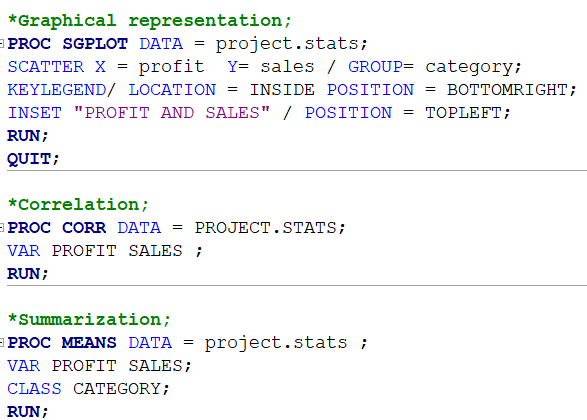 *Graphical representation;
PROC SGPLOT DATA = project.stats;
SCATTER X = profit  Y= sales / GROUP= category;
KEYLEGEND/ LOCATION = INSIDE POSITION = BOTTOMRIGHT;
INSET "PROFIT AND SALES" / POSITION = TOPLEFT;
RUN;
QUIT;
*Correlation;
PROC CORR DATA = PROJECT.STATS;
VAR PROFIT SALES ;
RUN;
*Summarization;
PROC MEANS DATA = project.stats ;
VAR PROFIT SALES;
CLASS CATEGORY;
RUN;